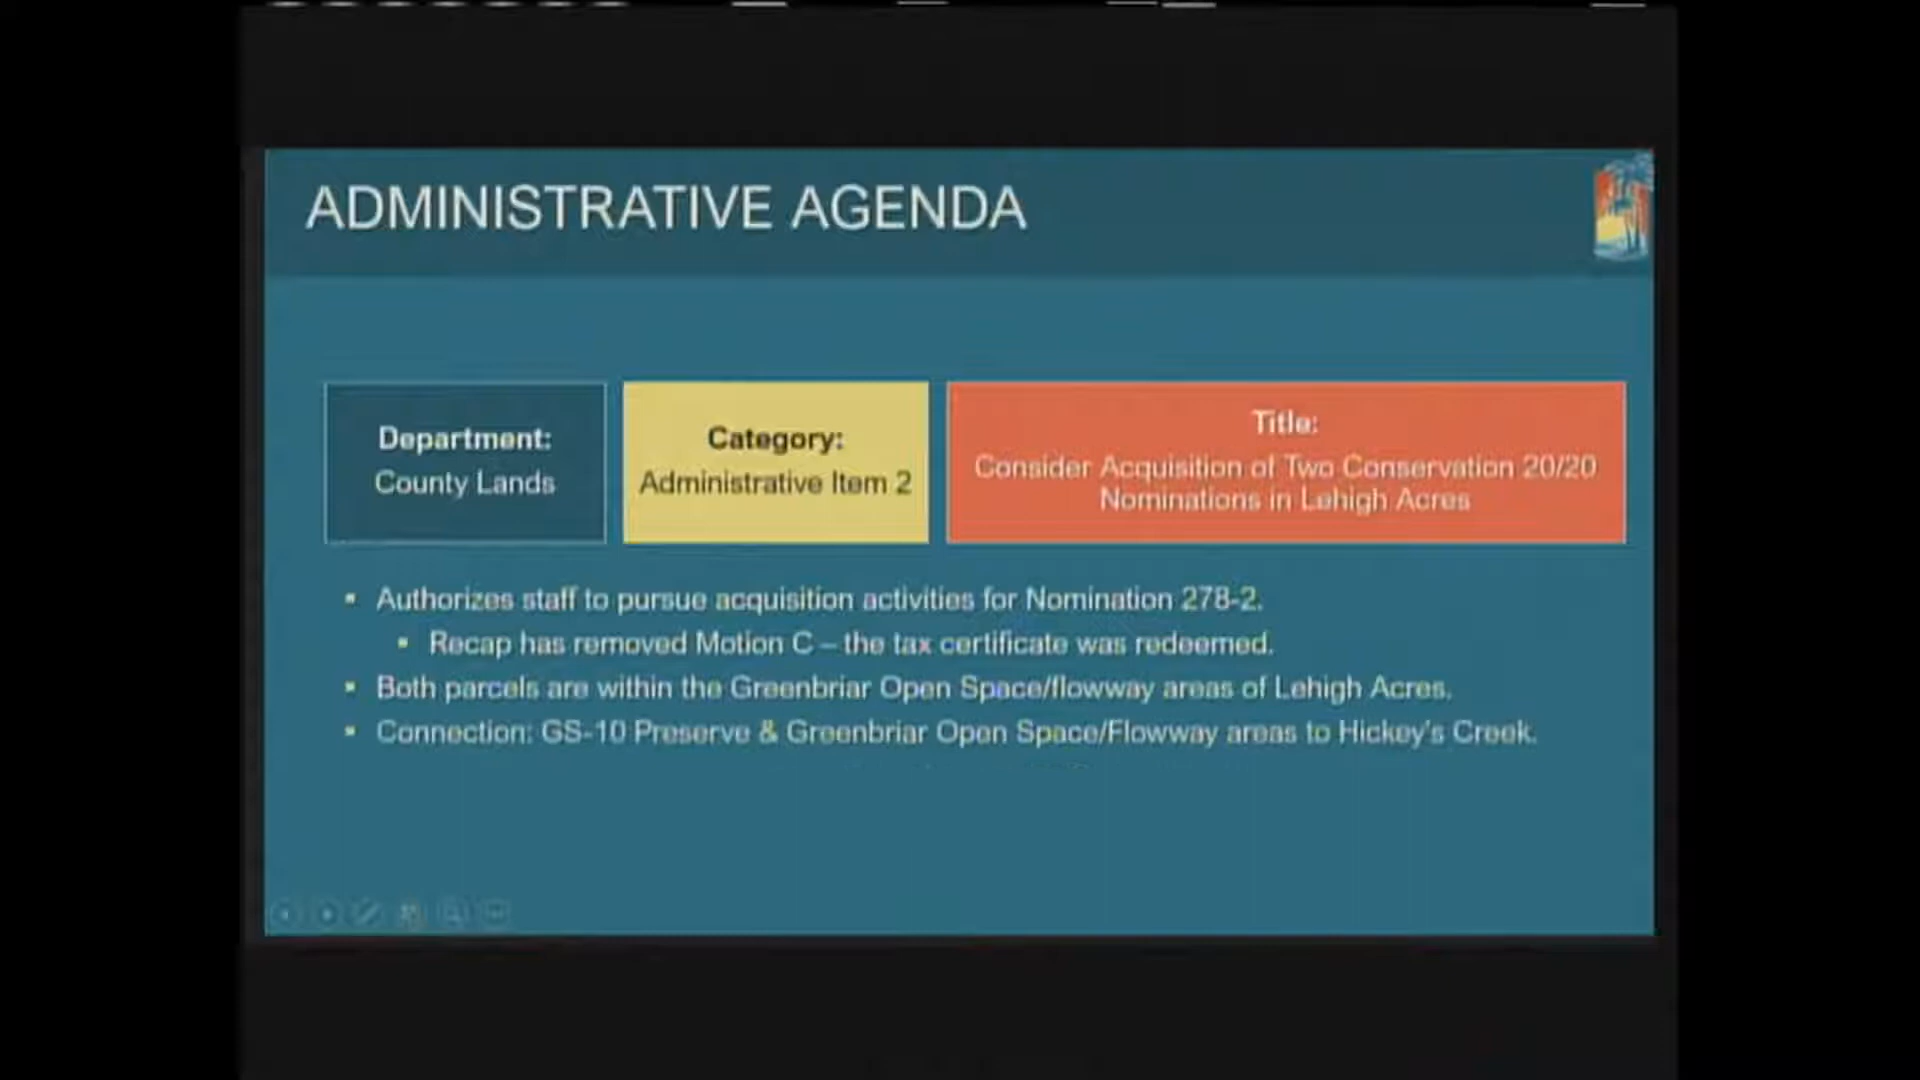 ADMINISTRATIVE AGENDA
Department:
County Lands
Category:
Administrative Item 2
Title:
Consider Acquisition of Two Conservation 20/20
Nominations in Lehigh Acres
▪ Authorizes staff to pursue acquisition activities for Nomination 278-2.
▪ Recap has removed Motion C – the tax certificate was redeemed.
▪ Both parcels are within the Greenbriar Open Space/flowway areas of Lehigh Acres.
▪ Connection: GS-10 Preserve & Greenbriar Open Space/Flowway areas to Hickey's Creek.